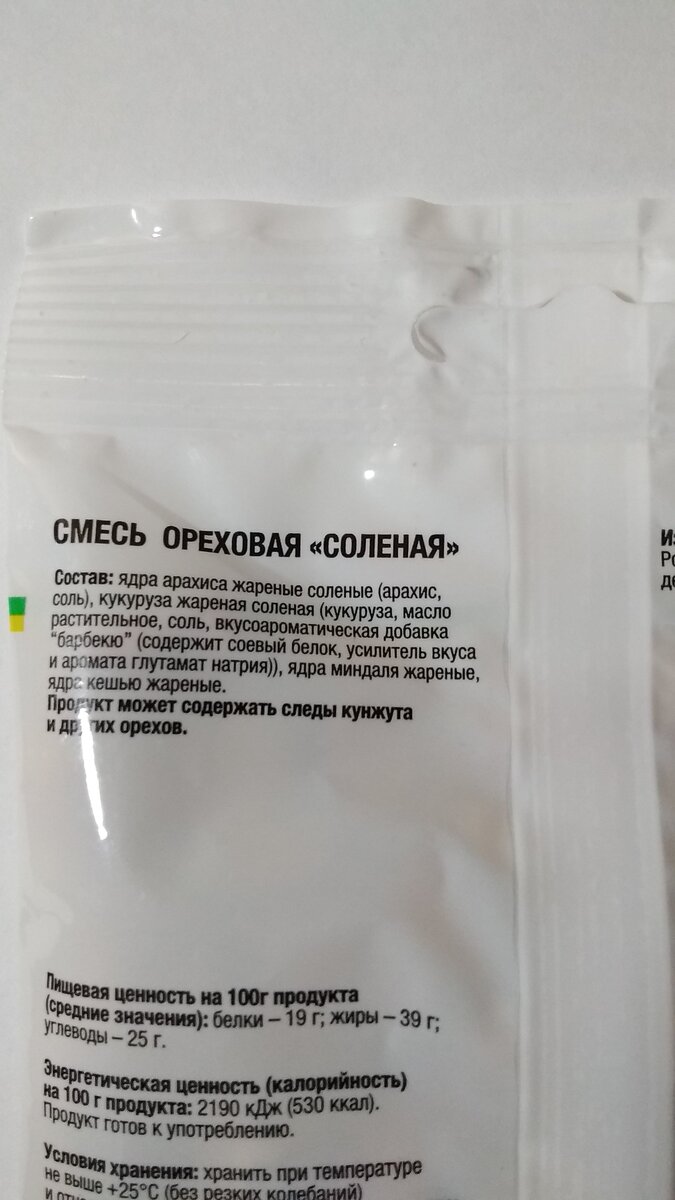 СМЕСЬ ОРЕХОВАЯ «СОЛЕНАЯ»
Состав: ядра арахиса жареные соленые (арахис,
соль), кукуруза жареная соленая (кукуруза, масло
растительное, соль, вкусоароматическая добавка
“барбекю” (содержит соевый белок, усилитель вкуса
и аромата глутамат натрия)), ядра миндаля жареные,
ядра кешью жареные.
Продукт может содержать следы кунжута
и других орехов.
Пищевая ценность на 100г продукта
(средние значения): белки – 19 г; жиры – 39 г;
углеводы – 25 г.
Энергетическая ценность (калорийность)
на 100 г продукта: 2190 кДж (530 ккал).
Продукт готов к употреблению.
Условия хранения: хранить при температуре
не выше +25°С (без резких колебаний)